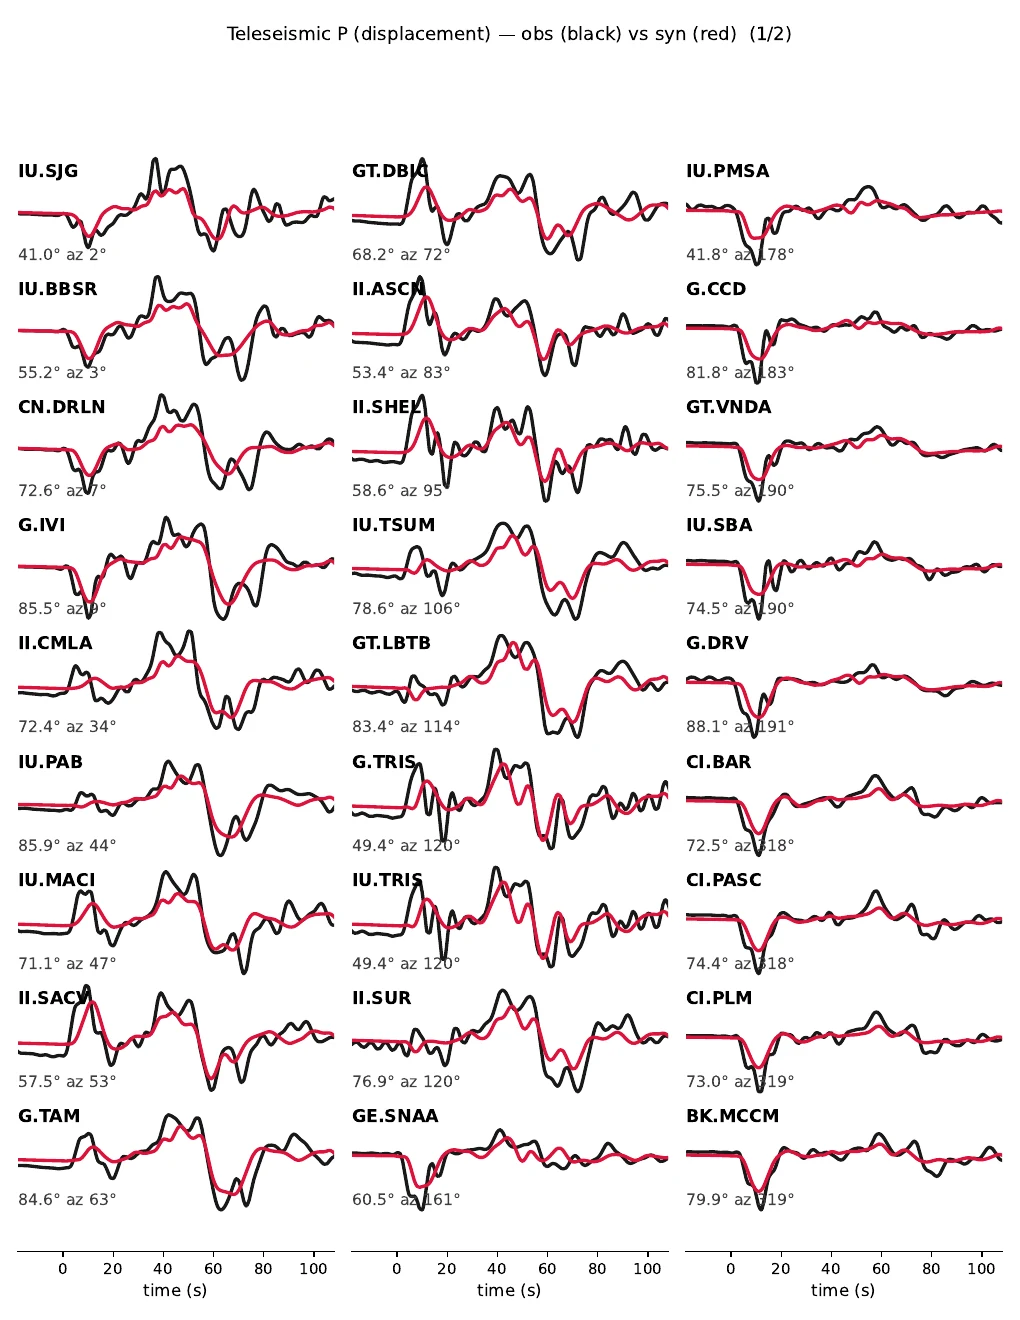 Teleseismic P (displacement) — obs (black) vs syn (red)  (1/2)
IU.SJG
41.0° az 2°
IU.BBSR
55.2° az 3°
CN.DRLN
72.6° az 7°
G.IVI
85.5° az 9°
II.CMLA
72.4° az 34°
IU.PAB
85.9° az 44°
IU.MACI
71.1° az 47°
II.SACV
57.5° az 53°
G.TAM
84.6° az 63°
0 20 40 60 80 100
time (s)
GT.DBIC
68.2° az 72°
II.ASCN
53.4° az 83°
II.SHEL
58.6° az 95°
IU.TSUM
78.6° az 106°
GT.LBTB
83.4° az 114°
G.TRIS
49.4° az 120°
IU.TRIS
49.4° az 120°
II.SUR
76.9° az 120°
GE.SNAA
60.5° az 161°
0 20 40 60 80 100
time (s)
IU.PMSA
41.8° az 178°
G.CCD
81.8° az 183°
GT.VNDA
75.5° az 190°
IU.SBA
74.5° az 190°
G.DRV
88.1° az 191°
CI.BAR
72.5° az 318°
CI.PASC
74.4° az 318°
CI.PLM
73.0° az 319°
BK.MCCM
79.9° az 319°
0 20 40 60 80 100
time (s)